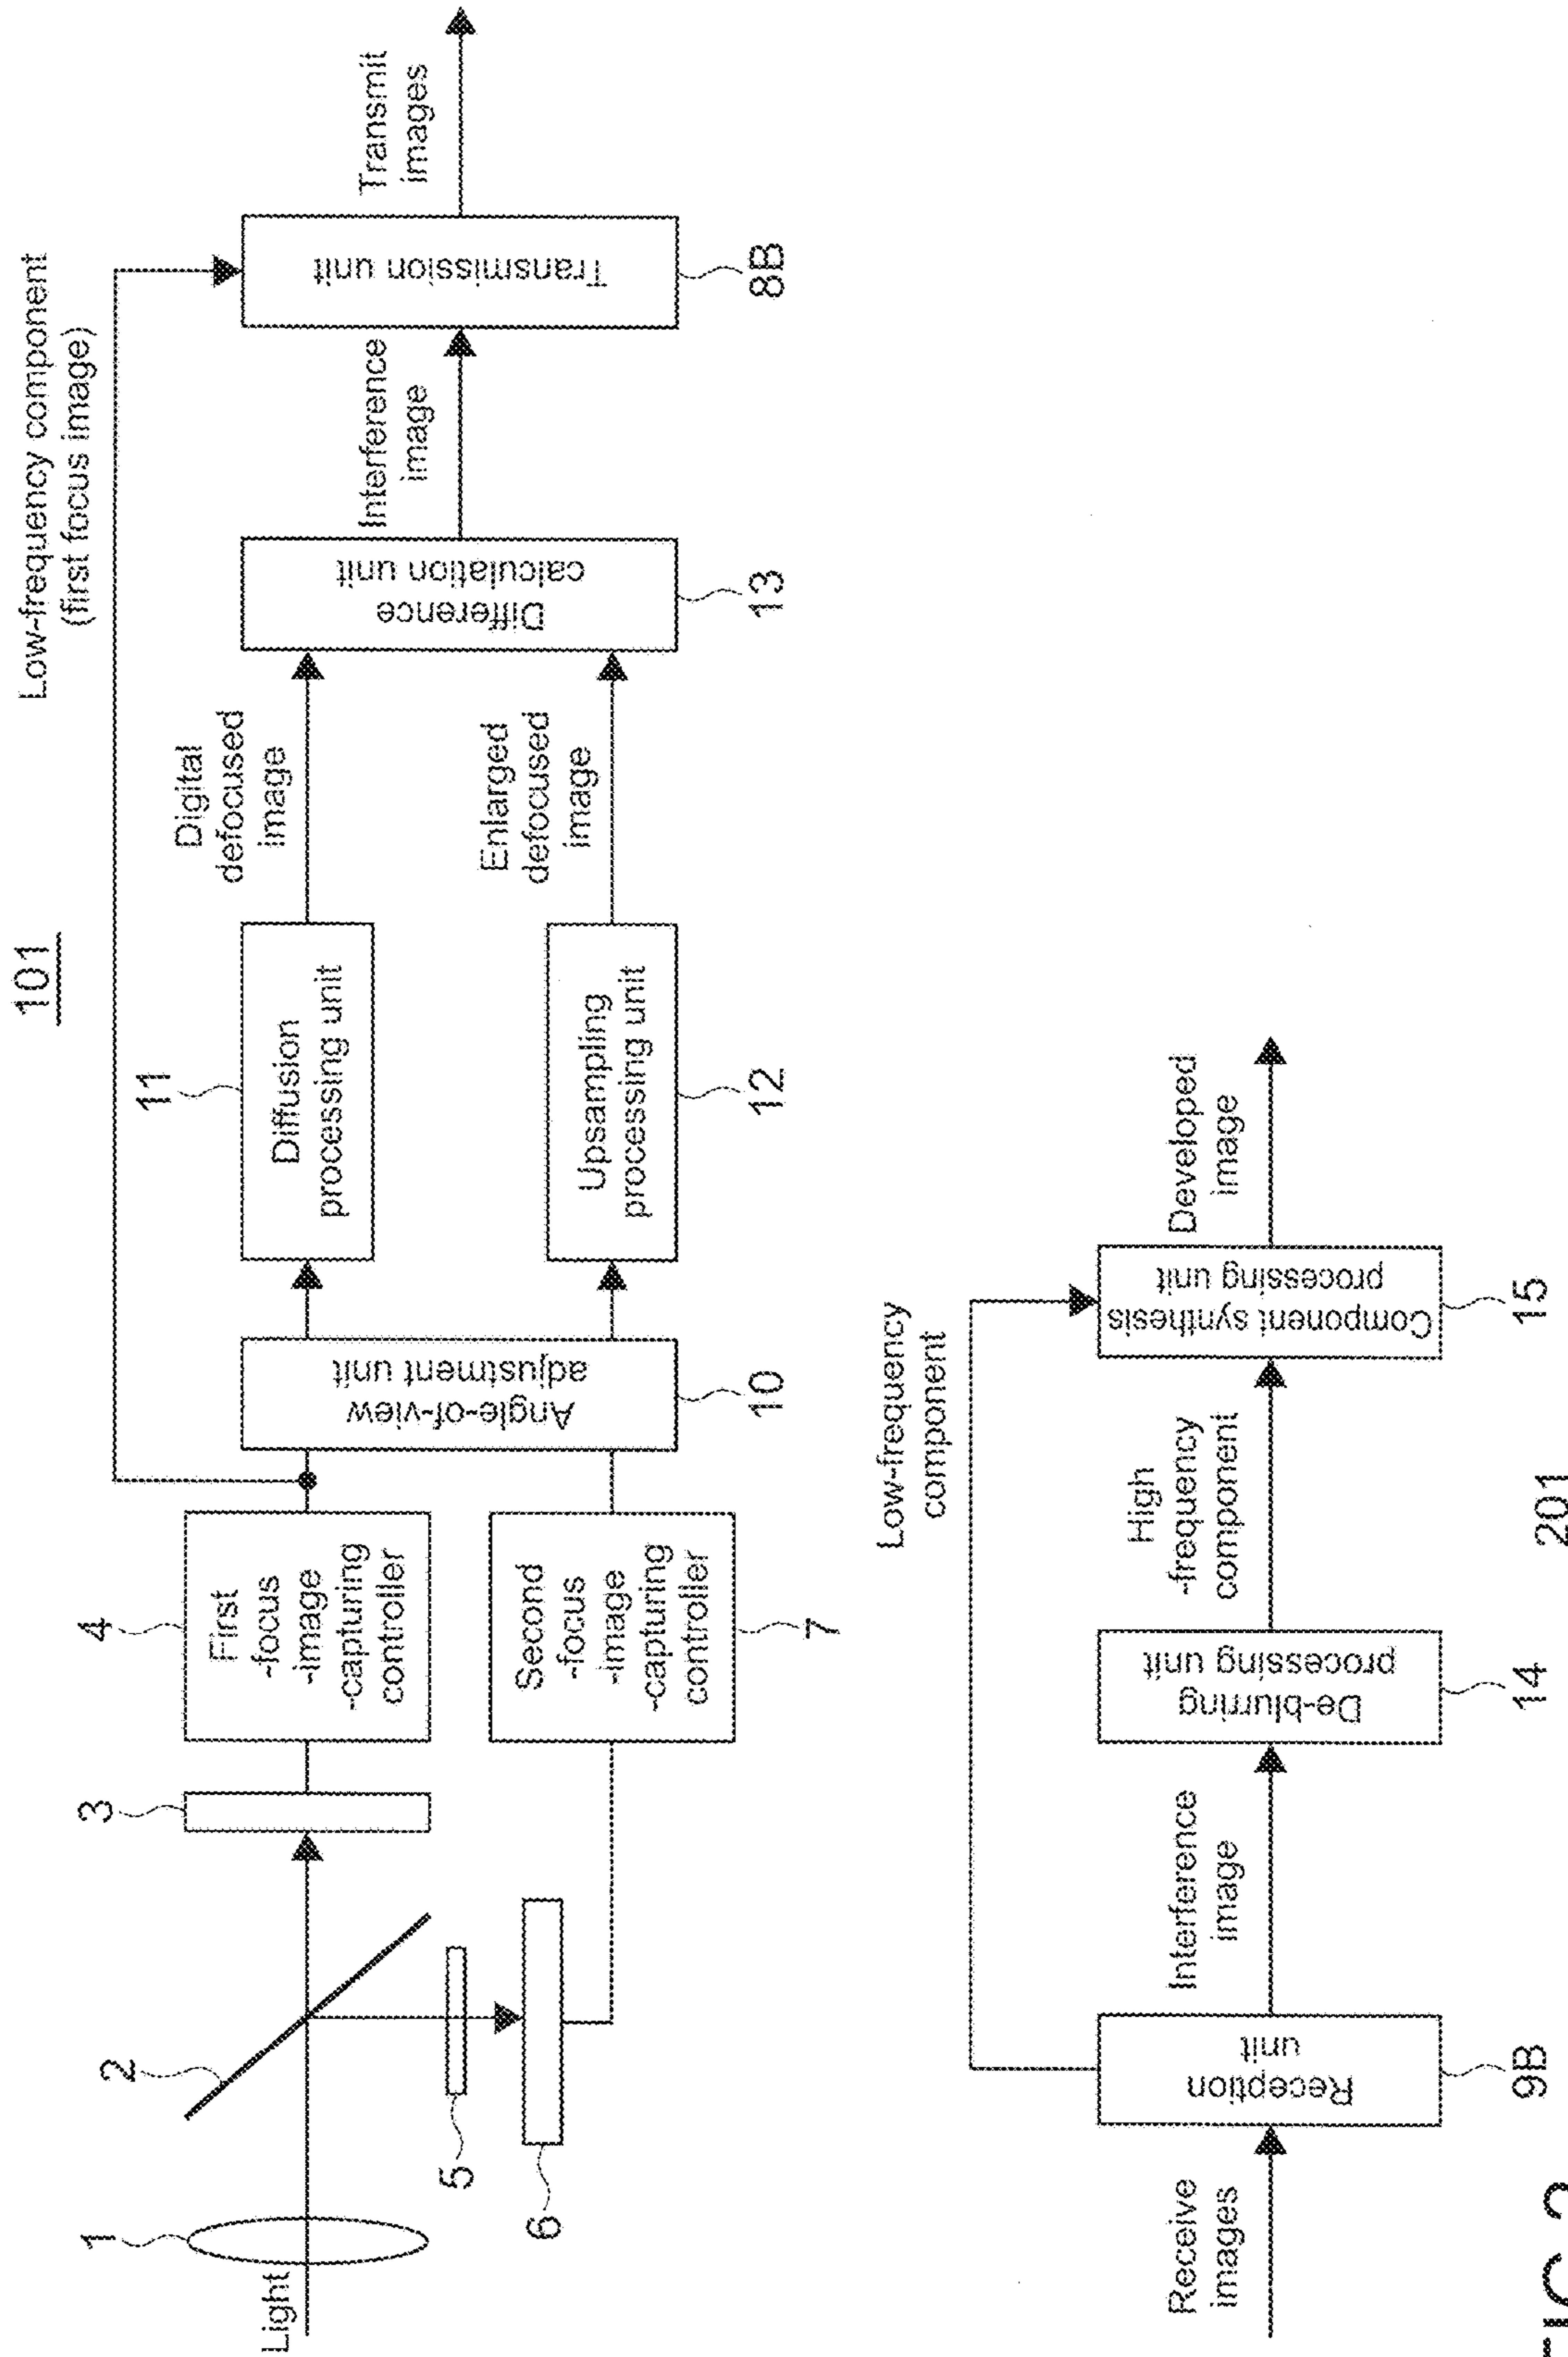 101
Low-frequency component
(first focus image)
Light
1
2
3
4
First
-focus
-image
-capturing
controller
5
6
Second
-focus
-image
-capturing
controller
7
Angle-of-view
adjustment unit
10
11
Diffusion
processing unit
Upsampling
processing unit
12
Digital
defocused
image
Enlarged
defocused
image
Difference
calculation unit
13
Interference
image
Transmission unit
8B
Transmit
images
Receive
images
Reception
unit
9B
Interference
image
De-blurring
processing unit
14
High
-frequency
component
Low-frequency
component
Component synthesis
processing unit
15
Developed
image
201